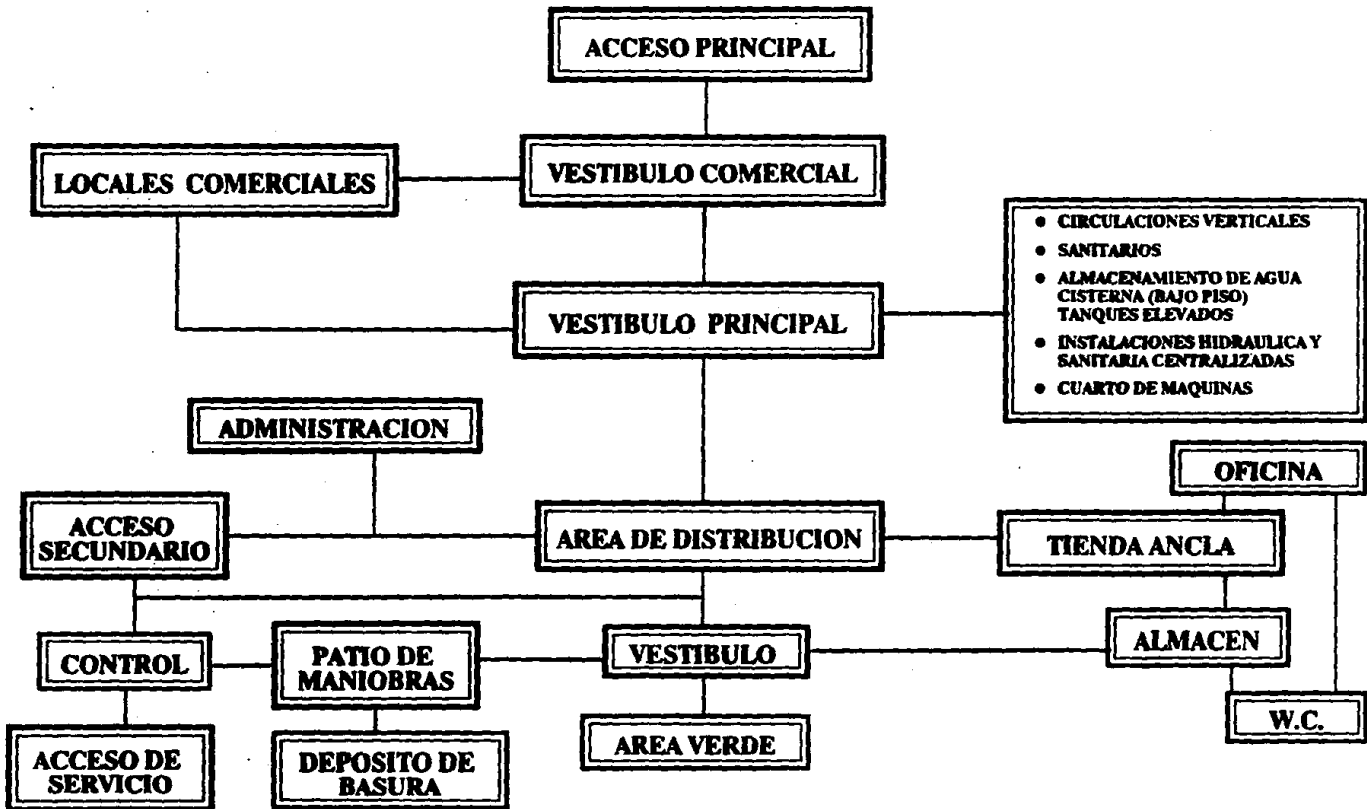 ACCESO PRINCIPAL
LOCALES COMERCIALES
VESTIBULO COMERCIAL
● CIRCULACIONES VERTICALES
● SANITARIOS
● ALMACENAMIENTO DE AGUA
CISTERNA (BAJO PISO)
TANQUES ELEVADOS
● INSTALACIONES HIDRAULICA Y
SANITARIA CENTRALIZADAS
● CUARTO DE MAQUINAS
VESTIBULO PRINCIPAL
ADMINISTRACION
OFICINA
ACCESO
SECUNDARIO
AREA DE DISTRIBUCION
TIENDA ANCLA
CONTROL
PATIO DE
MANIOBRAS
VESTIBULO
ALMACEN
W.C.
ACCESO DE
SERVICIO
DEPOSITO DE
BASURA
AREA VERDE